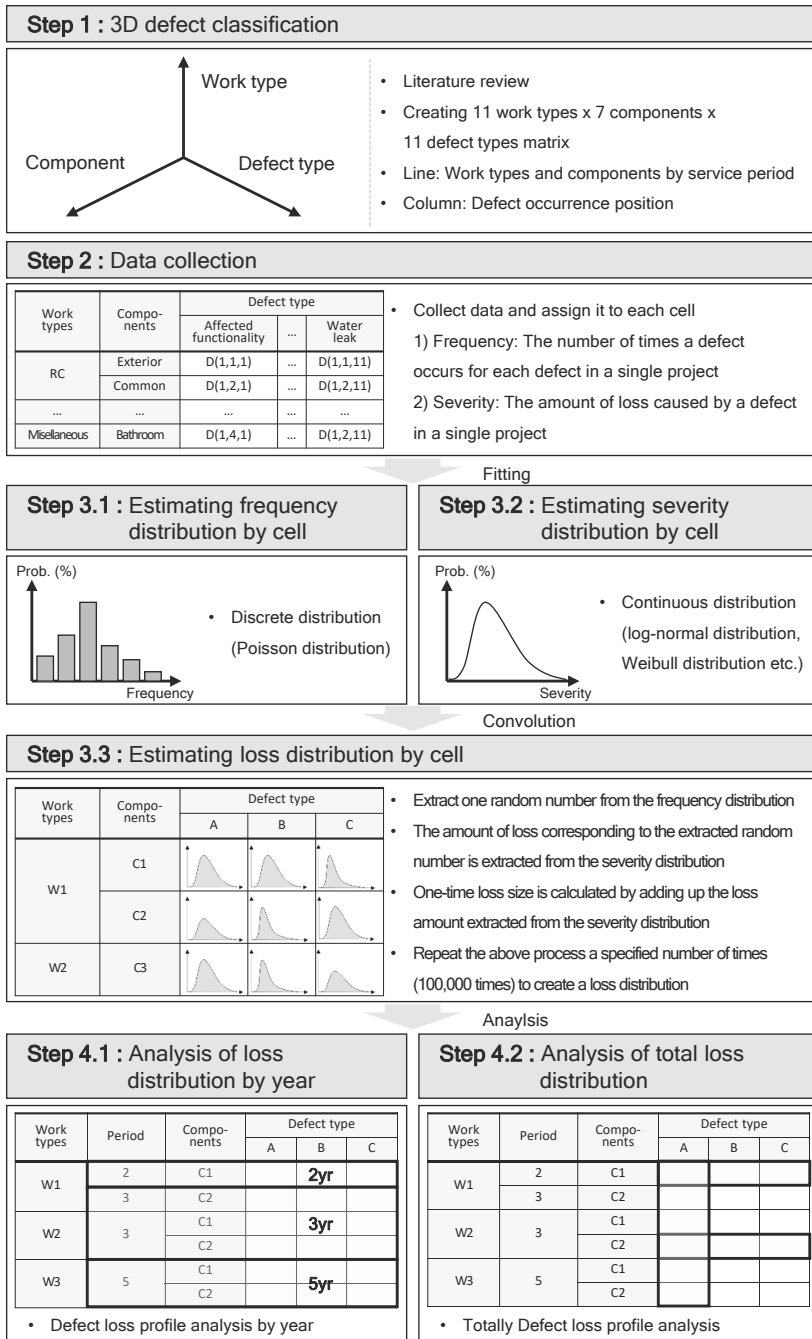 Step 1 : 3D defect classification
Work type
Component
Defect type
• Literature review
• Creating 11 work types x 7 components x
11 defect types matrix
• Line: Work types and components by service period
• Column: Defect occurrence position
Step 2 : Data collection
Work types Compo-nents Defect type
Affected functionality ... Water leak
RC Exterior D(1,1,1) ... D(1,1,11)
Common D(1,2,1) ... D(1,2,11)
... ... ... ... ...
Misellaneous Bathroom D(1,4,1) ... D(1,2,11)
• Collect data and assign it to each cell
1) Frequency: The number of times a defect
occurs for each defect in a single project
2) Severity: The amount of loss caused by a defect
in a single project
Fitting
Step 3.1 : Estimating frequency
distribution by cell
Prob. (%)
Frequency
• Discrete distribution
(Poisson distribution)
Step 3.2 : Estimating severity
distribution by cell
Prob. (%)
Severity
• Continuous distribution
(log-normal distribution,
Weibull distribution etc.)
Convolution
Step 3.3 : Estimating loss distribution by cell
Work types Compo-nents Defect type
A B C
W1 C1
C2
W2 C3
• Extract one random number from the frequency distribution
• The amount of loss corresponding to the extracted random
number is extracted from the severity distribution
• One-time loss size is calculated by adding up the loss
amount extracted from the severity distribution
• Repeat the above process a specified number of times
(100,000 times) to create a loss distribution
Anaylsis
Step 4.1 : Analysis of loss
distribution by year
Work types Period Compo-nents Defect type
A B C
W1 2 C1 2yr
3 C2
W2 3 C1 3yr
C2
W3 5 C1 5yr
C2
• Defect loss profile analysis by year
Step 4.2 : Analysis of total loss
distribution
Work types Period Compo-nents Defect type
A B C
W1 2 C1
3 C2
W2 3 C1
C2
W3 5 C1
C2
• Totally Defect loss profile analysis